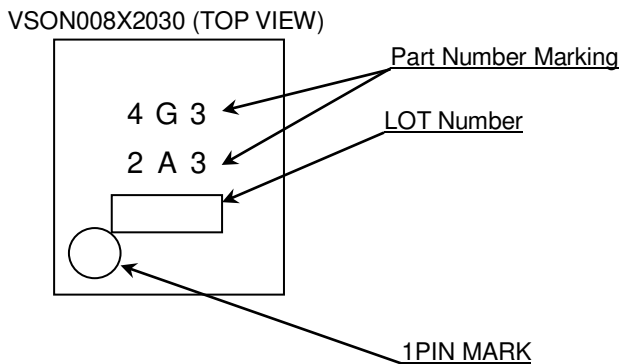 VSON008X2030 (TOP VIEW)
Part Number Marking
4 G 3
LOT Number
2 A 3
1PIN MARK